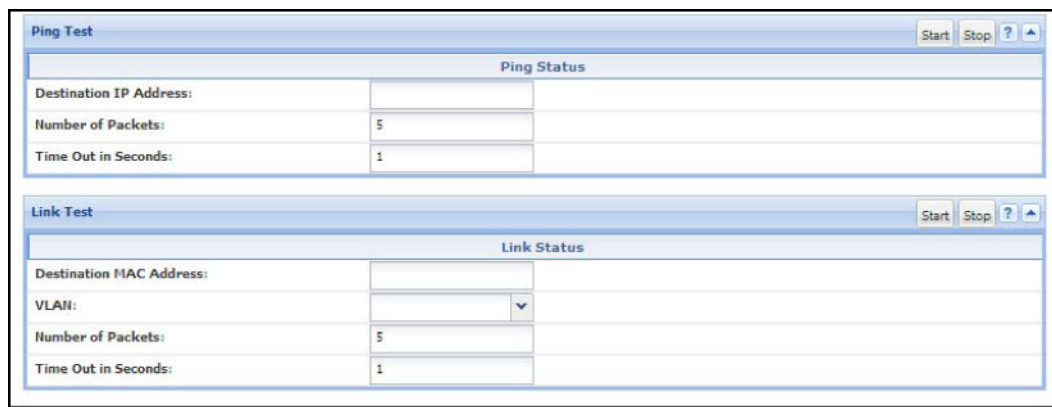 Ping Test Start Stop ?
Ping Status
Destination IP Address:
Number of Packets: 5
Time Out in Seconds: 1
Link Test Start Stop ?
Link Status
Destination MAC Address:
VLAN:
Number of Packets: 5
Time Out in Seconds: 1